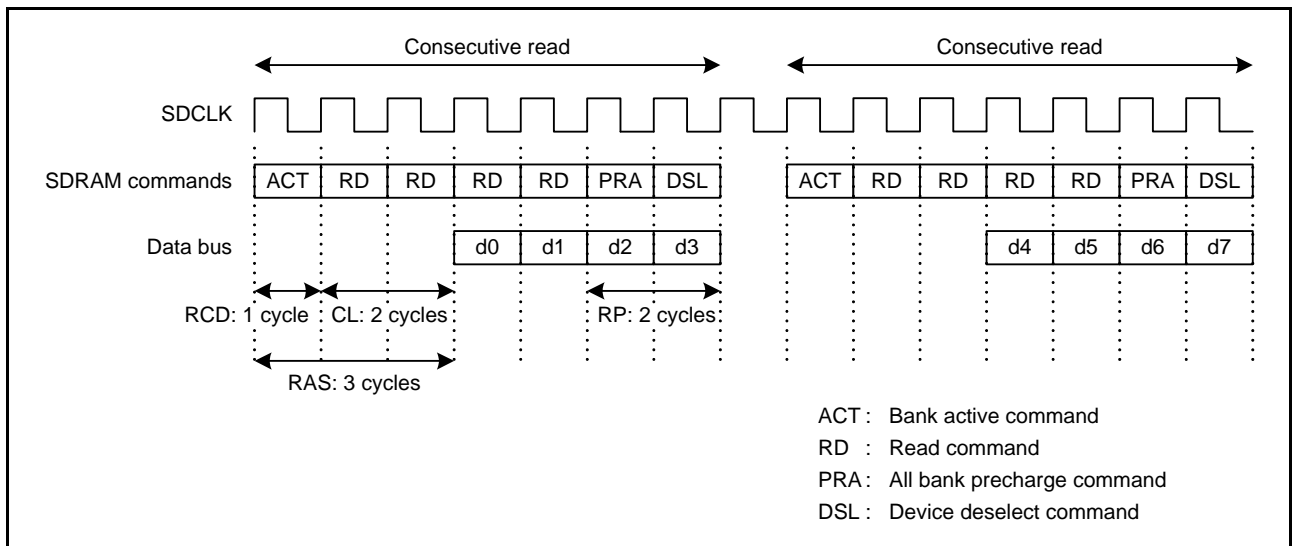 Consecutive read Consecutive read
SDCLK
SDRAM commands ACT RD RD RD RD PRA DSL ACT RD RD RD RD PRA DSL
Data bus d0 d1 d2 d3 d4 d5 d6 d7
RCD: 1 cycle CL: 2 cycles RP: 2 cycles
RAS: 3 cycles
ACT : Bank active command
RD : Read command
PRA : All bank precharge command
DSL : Device deselect command